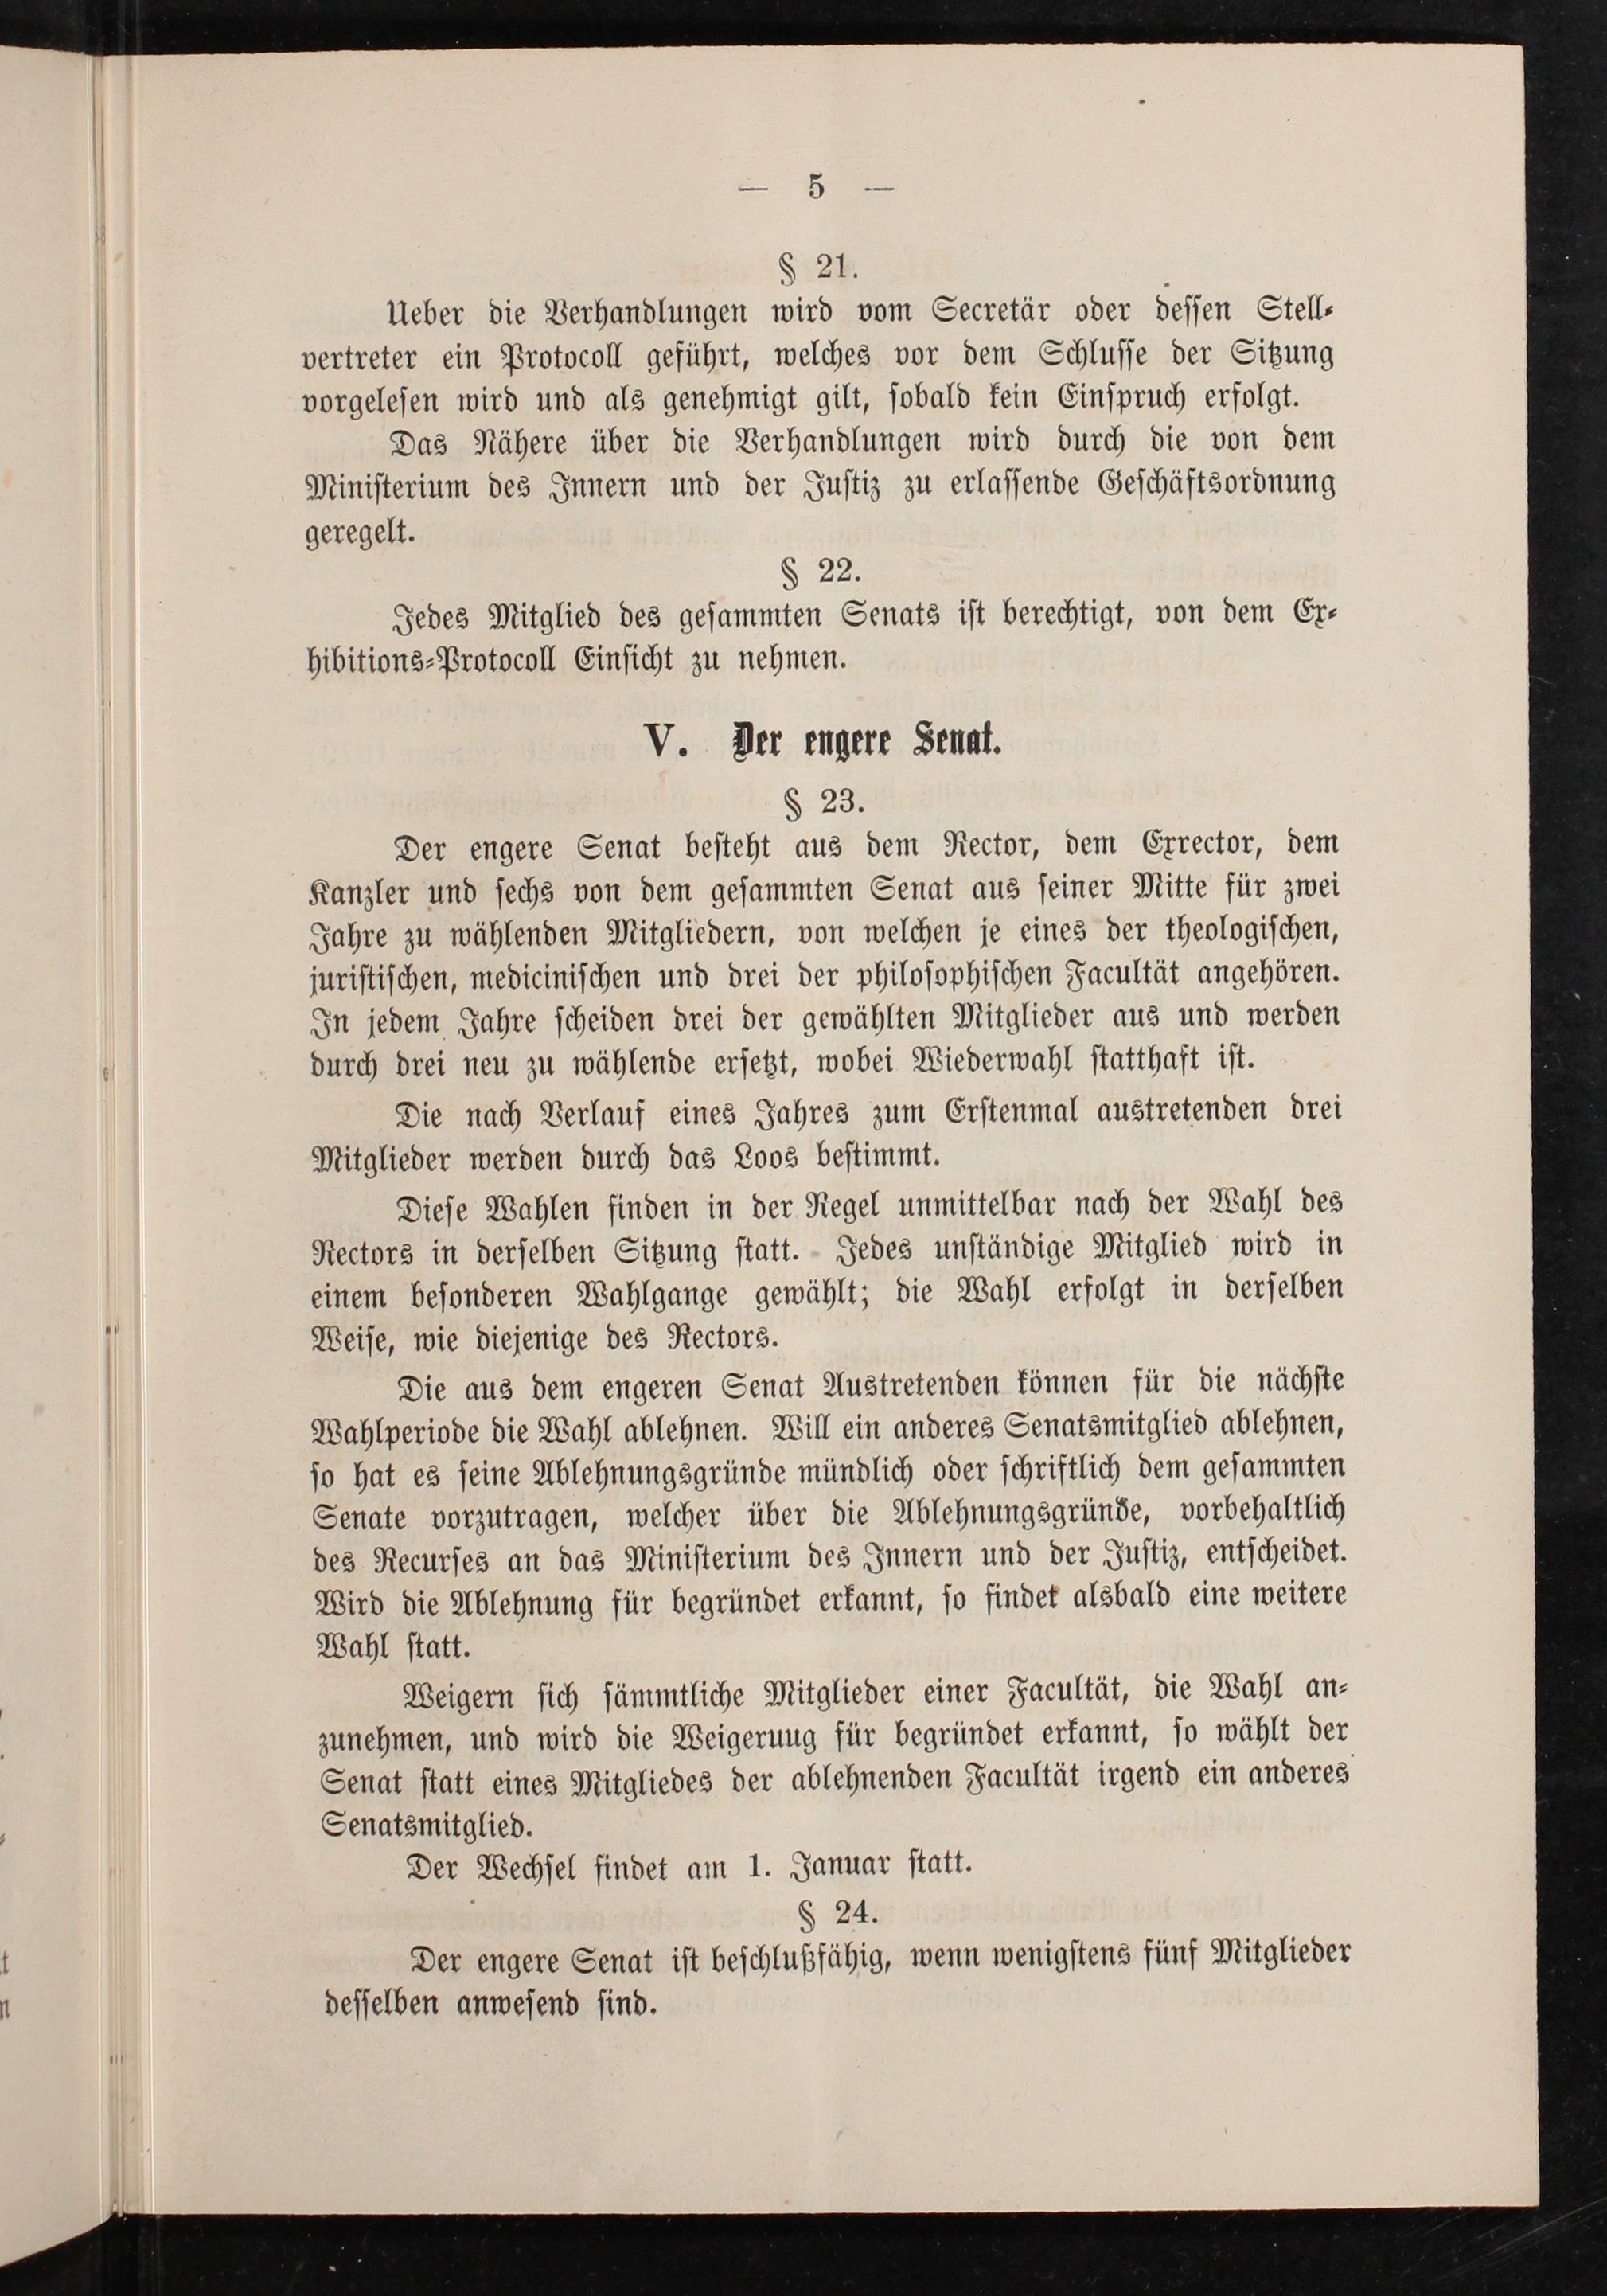 — 5 —
§ 21.
Ueber die Verhandlungen wird vom Secretär oder dessen Stell-
vertreter ein Protocoll geführt, welches vor dem Schlusse der Sitzung
vorgelesen wird und als genehmigt gilt, sobald kein Einspruch erfolgt.
Das Nähere über die Verhandlungen wird durch die von dem
Ministerium des Innern und der Justiz zu erlassende Geschäftsordnung
geregelt.
§ 22.
Jedes Mitglied des gesammten Senats ist berechtigt, von dem Ex-
hibitions-Protocoll Einsicht zu nehmen.
V. Der engere Senat.
§ 23.
Der engere Senat besteht aus dem Rector, dem Exrector, dem
Kanzler und sechs von dem gesammten Senat aus seiner Mitte für zwei
Jahre zu wählenden Mitgliedern, von welchen je eines der theologischen,
juristischen, medicinischen und drei der philosophischen Facultät angehören.
In jedem Jahre scheiden drei der gewählten Mitglieder aus und werden
durch drei neu zu wählende ersetzt, wobei Wiederwahl statthaft ist.
Die nach Verlauf eines Jahres zum Erstenmal austretenden drei
Mitglieder werden durch das Loos bestimmt.
Diese Wahlen finden in der Regel unmittelbar nach der Wahl des
Rectors in derselben Sitzung statt. Jedes unständige Mitglied wird in
einem besonderen Wahlgange gewählt; die Wahl erfolgt in derselben
Weise, wie diejenige des Rectors.
Die aus dem engeren Senat Austretenden können für die nächste
Wahlperiode die Wahl ablehnen. Will ein anderes Senatsmitglied ablehnen,
so hat es seine Ablehnungsgründe mündlich oder schriftlich dem gesammten
Senate vorzutragen, welcher über die Ablehnungsgründe, vorbehaltlich
des Recurses an das Ministerium des Innern und der Justiz, entscheidet.
Wird die Ablehnung für begründet erkannt, so findet alsbald eine weitere
Wahl statt.
Weigern sich sämmtliche Mitglieder einer Facultät, die Wahl an-
zunehmen, und wird die Weigeruug für begründet erkannt, so wählt der
Senat statt eines Mitgliedes der ablehnenden Facultät irgend ein anderes
Senatsmitglied.
Der Wechsel findet am 1. Januar statt.
§ 24.
Der engere Senat ist beschlußfähig, wenn wenigstens fünf Mitglieder
desselben anwesend sind.